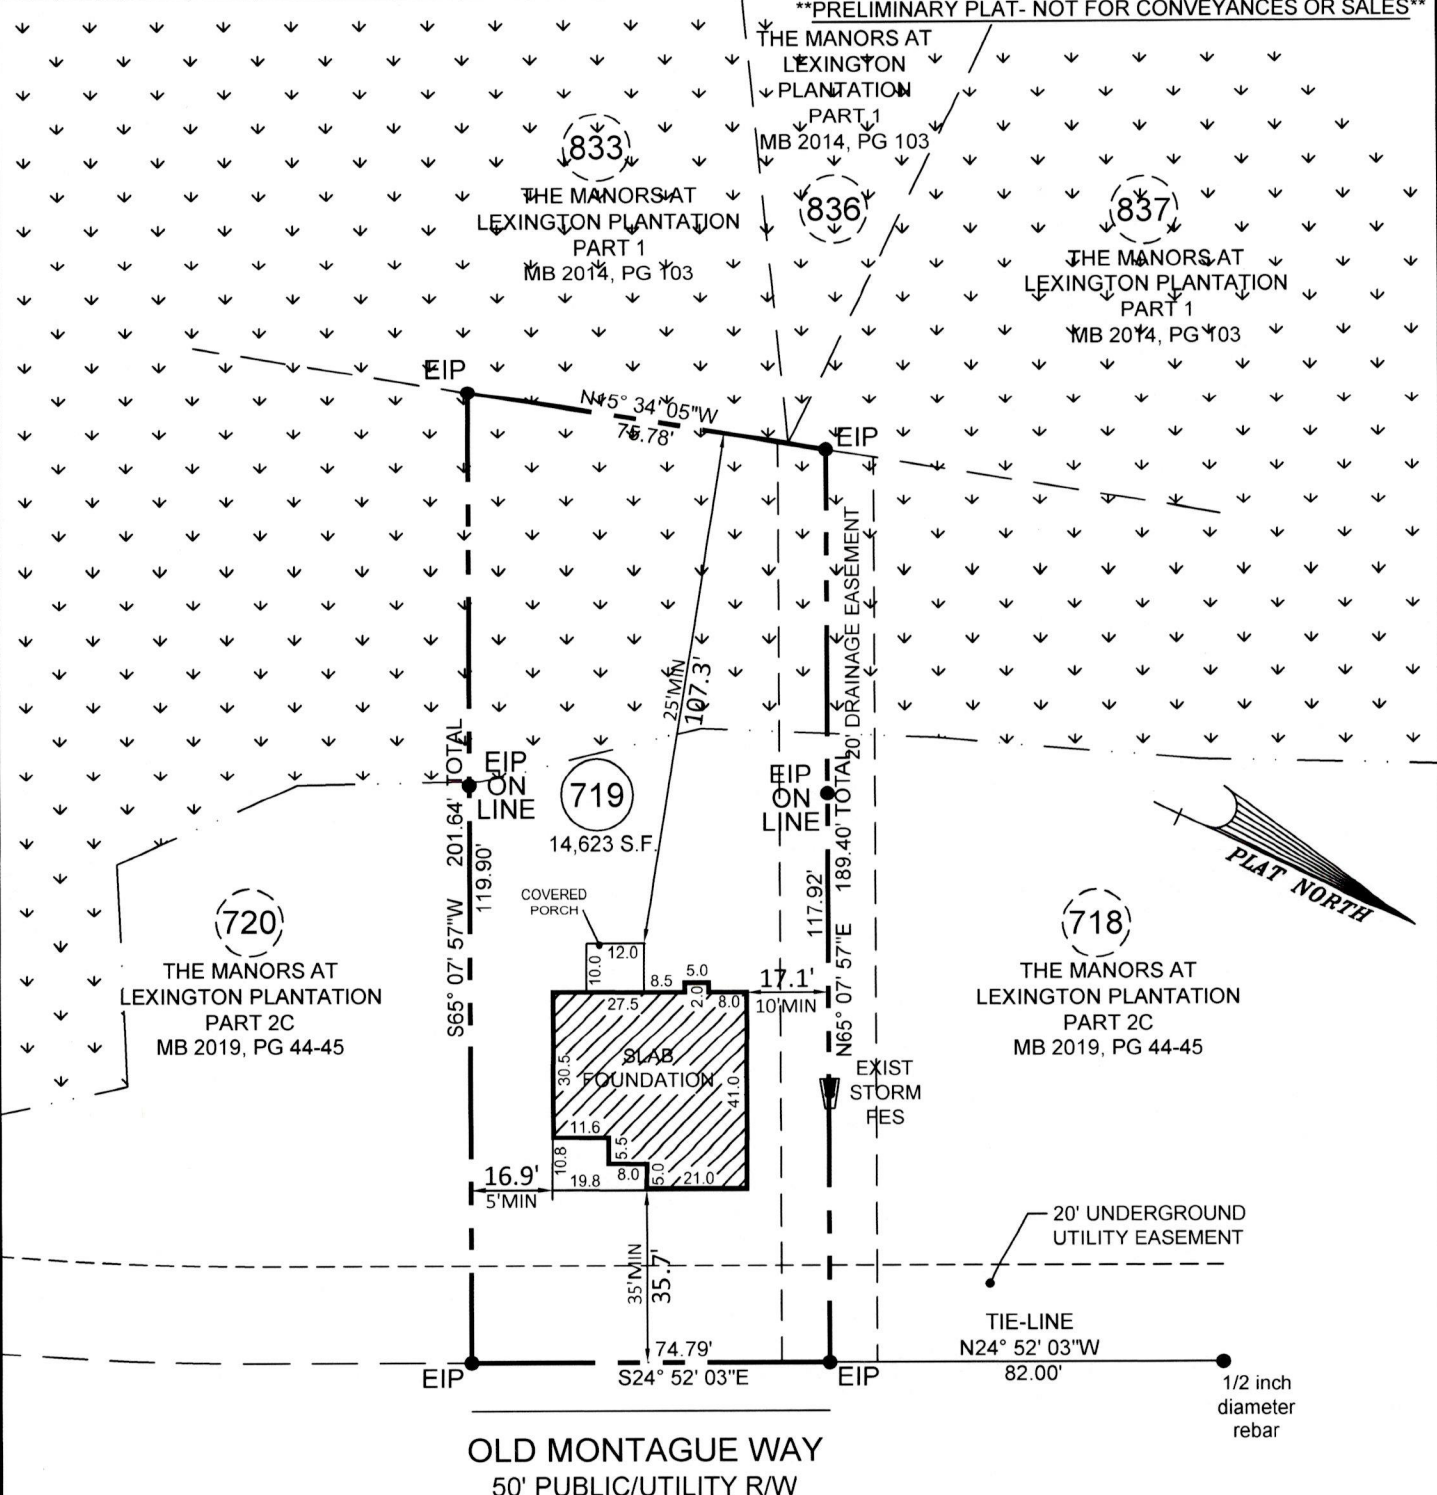 **PRELIMINARY PLAT- NOT FOR CONVEYANCES OR SALES**
THE MANORS AT
LEXINGTON
PLANTATION
PART 1
MB 2014, PG 103
833
THE MANORS AT
LEXINGTON PLANTATION
PART 1
MB 2014, PG 103
836
837
THE MANORS AT
LEXINGTON PLANTATION
PART 1
MB 2014, PG 103
EIP
N15° 34' 05"W
75.78'
EIP
20' DRAINAGE EASEMENT
25'MIN
107.3'
EIP
ON
LINE
719
14,623 S.F.
EIP
ON
LINE
S65° 07' 57"W 201.64' TOTAL
119.90'
117.92'
N65° 07' 57"E 189.40' TOTAL
PLAT NORTH
720
THE MANORS AT
LEXINGTON PLANTATION
PART 2C
MB 2019, PG 44-45
718
THE MANORS AT
LEXINGTON PLANTATION
PART 2C
MB 2019, PG 44-45
COVERED
PORCH
12.0
10.0
8.5
5.0
2.0
8.0
27.5
17.1'
10'MIN
SLAB
FOUNDATION
30.5
41.0
11.6
5.5
10.8
8.0
5.0
19.8
21.0
16.9'
5'MIN
EXIST
STORM
FES
35'MIN
35.7'
20' UNDERGROUND
UTILITY EASEMENT
TIE-LINE
N24° 52' 03"W
82.00'
EIP
74.79'
S24° 52' 03"E
EIP
1/2 inch
diameter
rebar
OLD MONTAGUE WAY
50' PUBLIC/UTILITY R/W